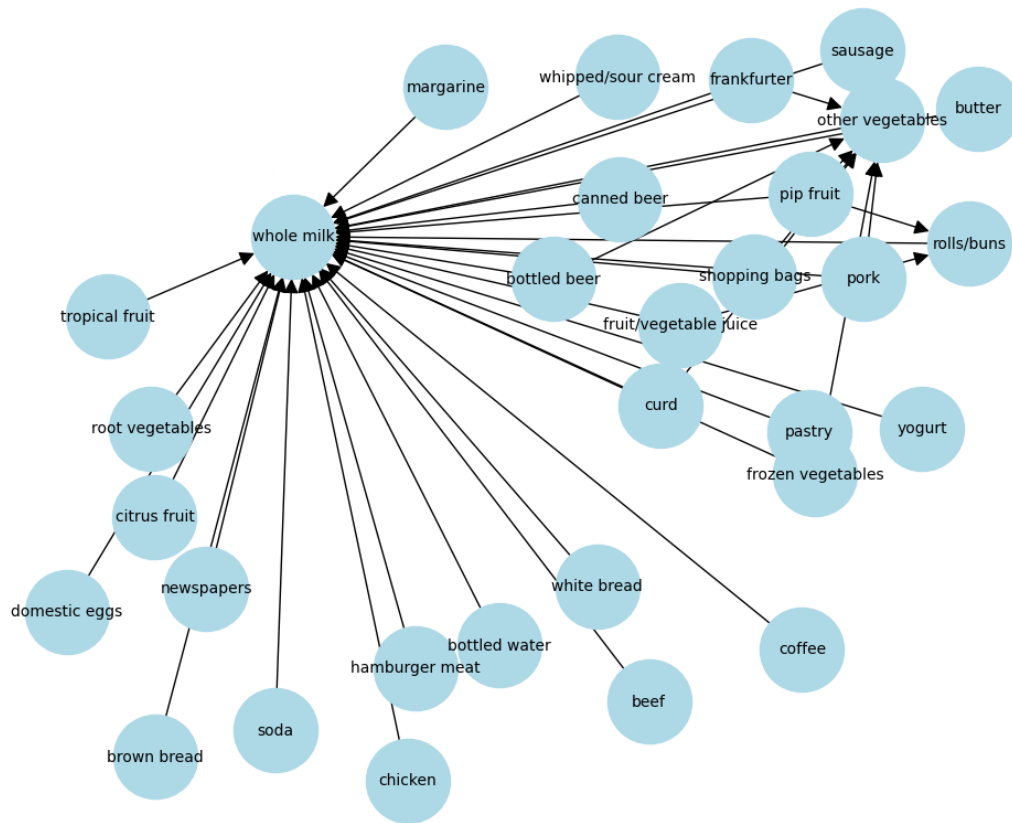 sausage
whipped/sour cream
frankfurter
margarine
butter
other vegetables
pip fruit
canned beer
whole milk
rolls/buns
shopping bags
pork
bottled beer
tropical fruit
fruit/vegetable juice
curd
root vegetables
pastry
yogurt
frozen vegetables
citrus fruit
white bread
newspapers
domestic eggs
bottled water
coffee
hamburger meat
beef
soda
brown bread
chicken